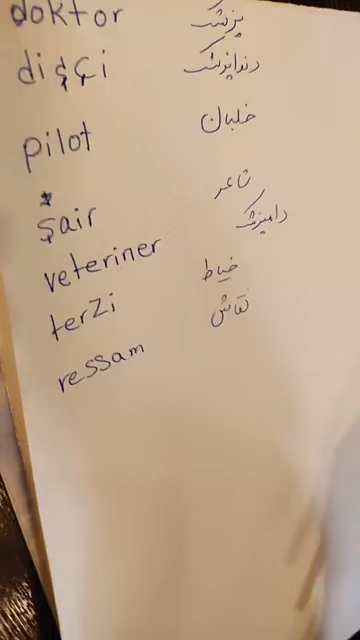 doktor پزشک
dişçi دندانپزشک
pilot خلبان
şair شاعر
veteriner دامپزشک
terzi خیاط
ressam نقاش